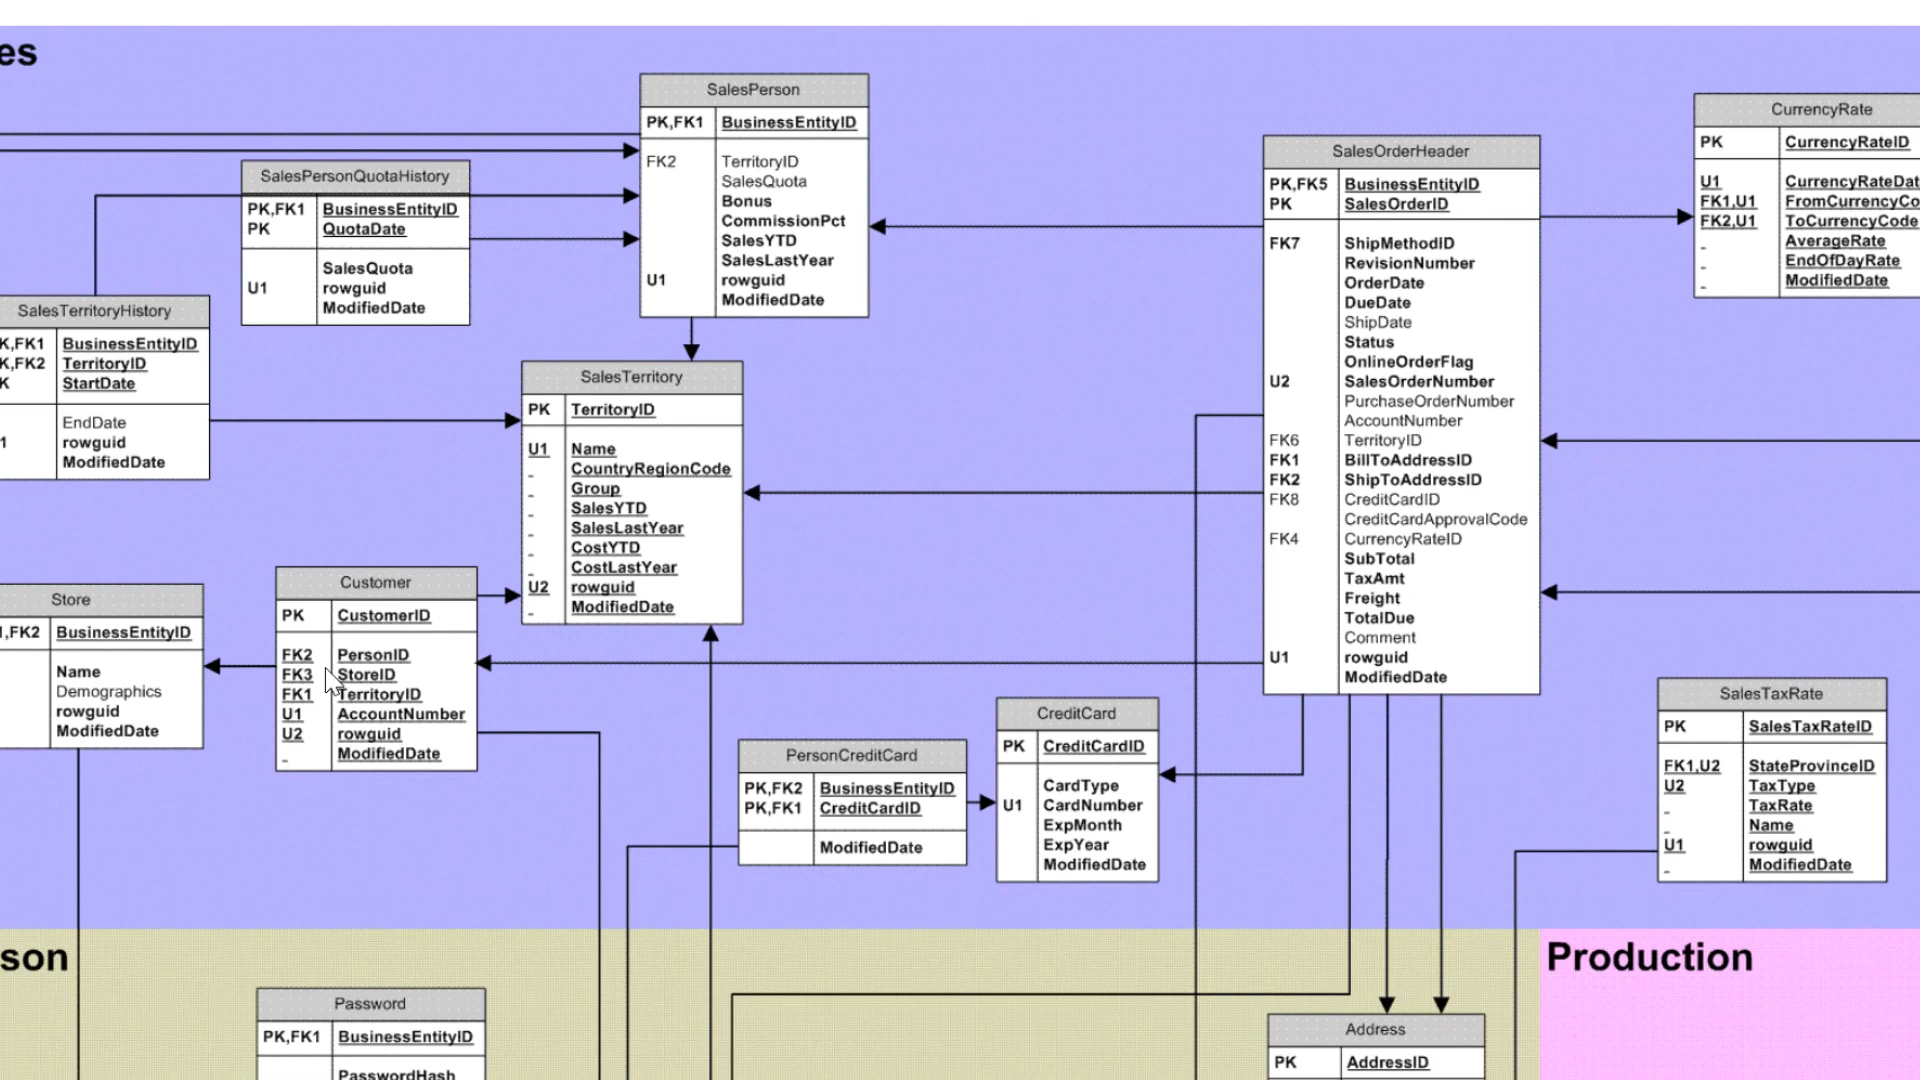 es
SalesPerson
PK,FK1 BusinessEntityID
FK2 TerritoryID
SalesQuota
Bonus
CommissionPct
SalesYTD
SalesLastYear
U1 rowguid
ModifiedDate
SalesPersonQuotaHistory
PK,FK1 BusinessEntityID
PK QuotaDate
SalesQuota
U1 rowguid
ModifiedDate
SalesOrderHeader
PK,FK5 BusinessEntityID
PK SalesOrderID
FK7 ShipMethodID
RevisionNumber
OrderDate
DueDate
ShipDate
Status
OnlineOrderFlag
U2 SalesOrderNumber
PurchaseOrderNumber
AccountNumber
FK6 TerritoryID
FK1 BillToAddressID
FK2 ShipToAddressID
FK8 CreditCardID
CreditCardApprovalCode
FK4 CurrencyRateID
SubTotal
TaxAmt
Freight
TotalDue
Comment
U1 rowguid
ModifiedDate
CurrencyRate
PK CurrencyRateID
U1 CurrencyRateDat
FK1,U1 FromCurrencyCo
FK2,U1 ToCurrencyCode
AverageRate
EndOfDayRate
ModifiedDate
SalesTerritoryHistory
K,FK1 BusinessEntityID
K,FK2 TerritoryID
K StartDate
EndDate
1 rowguid
ModifiedDate
SalesTerritory
PK TerritoryID
U1 Name
CountryRegionCode
Group
SalesYTD
SalesLastYear
CostYTD
CostLastYear
U2 rowguid
ModifiedDate
Store
,FK2 BusinessEntityID
Name
Demographics
rowguid
ModifiedDate
Customer
PK CustomerID
FK2 PersonID
FK3 StoreID
FK1 TerritoryID
U1 AccountNumber
U2 rowguid
ModifiedDate
PersonCreditCard
PK,FK2 BusinessEntityID
PK,FK1 CreditCardID
ModifiedDate
CreditCard
PK CreditCardID
CardType
U1 CardNumber
ExpMonth
ExpYear
ModifiedDate
SalesTaxRate
PK SalesTaxRateID
FK1,U2 StateProvinceID
U2 TaxType
TaxRate
Name
U1 rowguid
ModifiedDate
son
Production
Password
PK,FK1 BusinessEntityID
PasswordHash
Address
PK AddressID